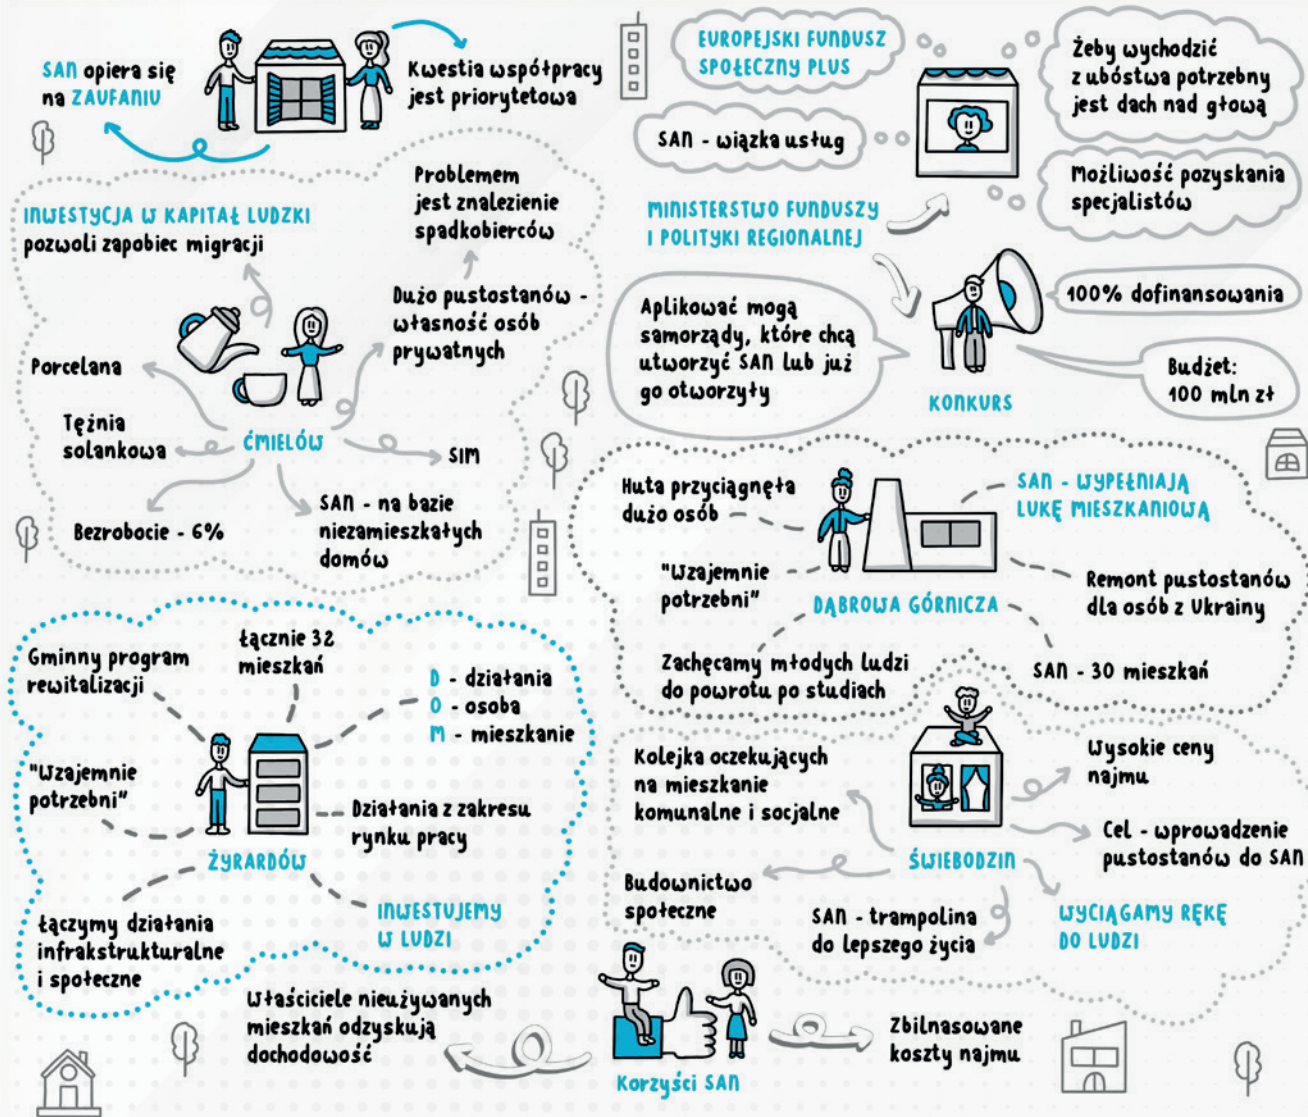 SAN opiera się
na ZAUFANIU
Kwestia współpracy
jest priorytetowa
INWESTYCJA W KAPITAŁ LUDZKI
pozwoli zapobiec migracji
Problemem
jest znalezienie
spadkobierców
Dużo pustostanów -
własność osób
prywatnych
Porcelana
Tężnia
solankowa
ĆMIELÓW
SIM
Bezrobocie - 6%
SAN - na bazie
niezamieszkałych
domów
EUROPEJSKI FUNDUSZ
SPOŁECZNY PLUS
Żeby wychodzić
z ubóstwa potrzebny
jest dach nad głową
SAN - wiązka usług
Możliwość pozyskania
specjalistów
MINISTERSTWO FUNDUSZY
I POLITYKI REGIONALNEJ
Aplikować mogą
samorządy, które chcą
utworzyć SAN lub już
go otworzyły
100% dofinansowania
Budżet:
100 mln zł
KONKURS
Huta przyciągnęła
dużo osób
SAN - WYPEŁNIAJĄ
LUKĘ MIESZKANIOWĄ
"Wzajemnie
potrzebni"
DĄBROWA GÓRNICZA
Remont pustostanów
dla osób z Ukrainy
Zachęcamy młodych ludzi
do powrotu po studiach
SAN - 30 mieszkań
Gminny program
rewitalizacji
Łącznie 32
mieszkań
D - działania
O - osoba
M - mieszkanie
"Wzajemnie
potrzebni"
Działania z zakresu
rynku pracy
ŻYRARDÓW
Łączymy działania
infrakstrukturalne
i społeczne
INWESTUJEMY
W LUDZI
Kolejka oczekujących
na mieszkanie
komunalne i socjalne
Wysokie ceny
najmu
Cel - wprowadzenie
pustostanów do SAN
ŚWIEBODZIN
Budownictwo
społeczne
SAN - trampolina
do lepszego życia
WYCIĄGAMY RĘKĘ
DO LUDZI
Właściciele nieużywanych
mieszkań odzyskują
dochodowość
Zbilnasowane
koszty najmu
Korzyści SAN